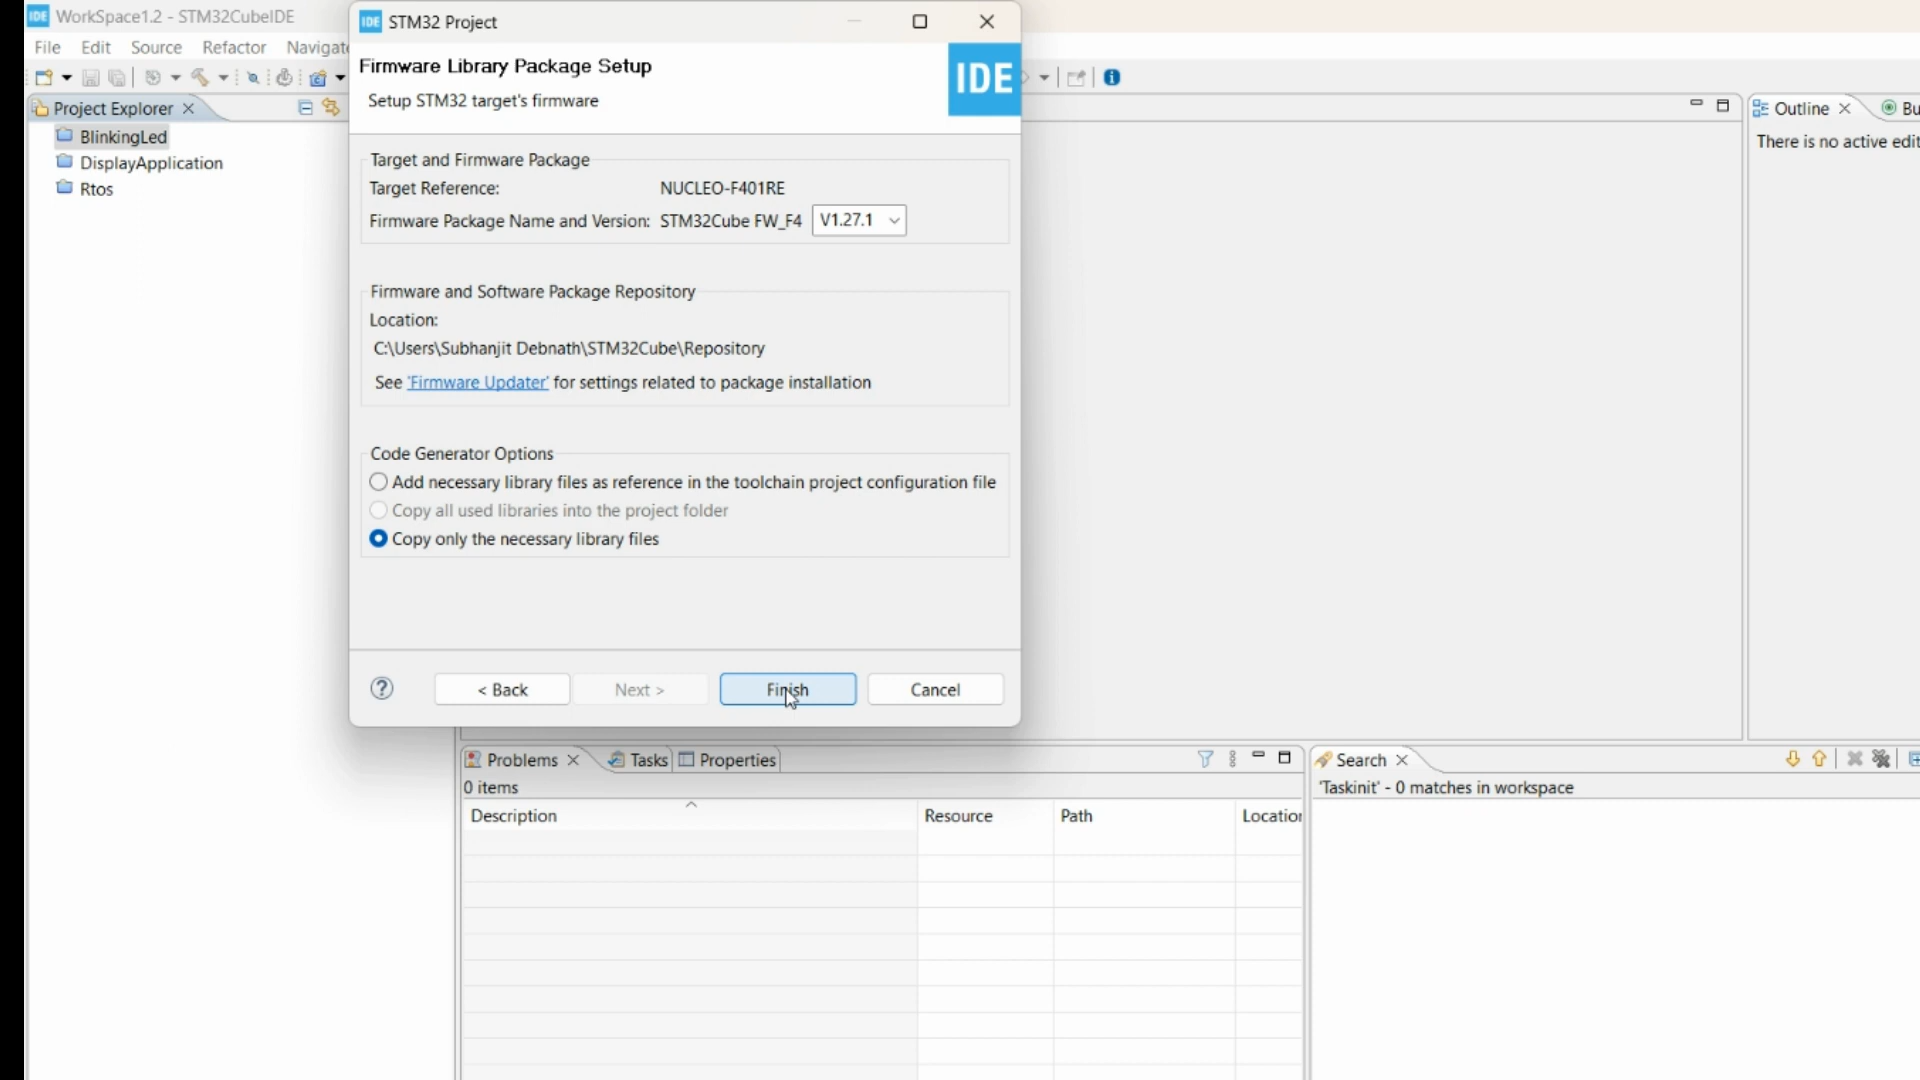 IDE WorkSpace1.2 - STM32CubeIDE
File Edit Source Refactor Navigate
Project Explorer
BlinkingLed
DisplayApplication
Rtos
IDE STM32 Project
Firmware Library Package Setup
Setup STM32 target's firmware
IDE
Target and Firmware Package
Target Reference: NUCLEO-F401RE
Firmware Package Name and Version: STM32Cube FW_F4 V1.27.1
Firmware and Software Package Repository
Location:
C:\Users\Subhanjit Debnath\STM32Cube\Repository
See 'Firmware Updater' for settings related to package installation
Code Generator Options
Add necessary library files as reference in the toolchain project configuration file
Copy all used libraries into the project folder
Copy only the necessary library files
? < Back Next > Finish Cancel
Outline Bu
There is no active edit
Problems Tasks Properties
0 items
Description Resource Path Location
Search
'Taskinit' - 0 matches in workspace